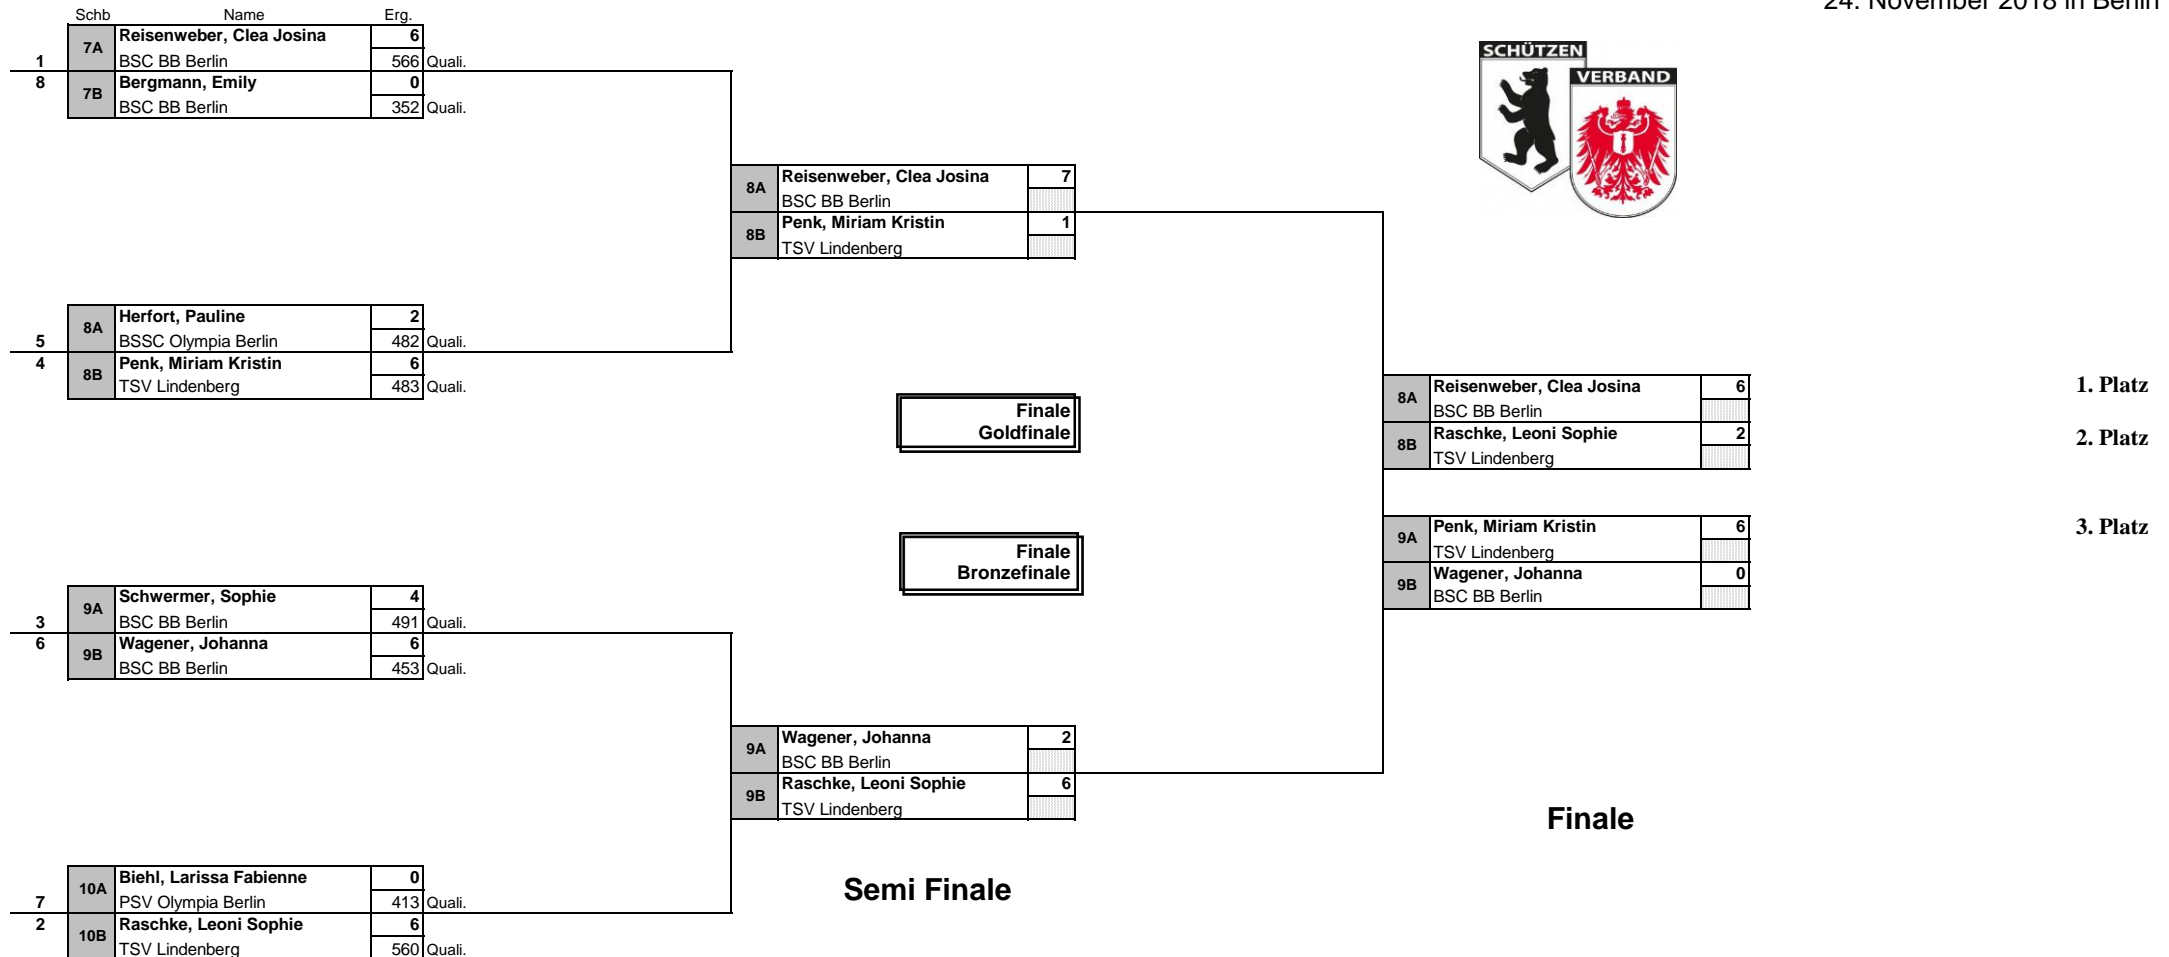 24. November 2018 in Berlin
Schb Name Erg.
7A Reisenweber, Clea Josina 6
1 BSC BB Berlin 566 Quali.
8 7B Bergmann, Emily 0
BSC BB Berlin 352 Quali.
SCHÜTZEN
VERBAND
8A Reisenweber, Clea Josina 7
BSC BB Berlin
8B Penk, Miriam Kristin 1
TSV Lindenberg
8A Herfort, Pauline 2
5 BSSC Olympia Berlin 482 Quali.
4 8B Penk, Miriam Kristin 6
TSV Lindenberg 483 Quali.
Finale
Goldfinale
8A Reisenweber, Clea Josina 6 1. Platz
BSC BB Berlin
8B Raschke, Leoni Sophie 2 2. Platz
TSV Lindenberg
Finale
Bronzefinale
9A Penk, Miriam Kristin 6 3. Platz
TSV Lindenberg
9B Wagener, Johanna 0
BSC BB Berlin
9A Schwermer, Sophie 4
3 BSC BB Berlin 491 Quali.
6 9B Wagener, Johanna 6
BSC BB Berlin 453 Quali.
9A Wagener, Johanna 2
BSC BB Berlin
9B Raschke, Leoni Sophie 6
TSV Lindenberg
Finale
Semi Finale
10A Biehl, Larissa Fabienne 0
7 PSV Olympia Berlin 413 Quali.
2 10B Raschke, Leoni Sophie 6
TSV Lindenberg 560 Quali.